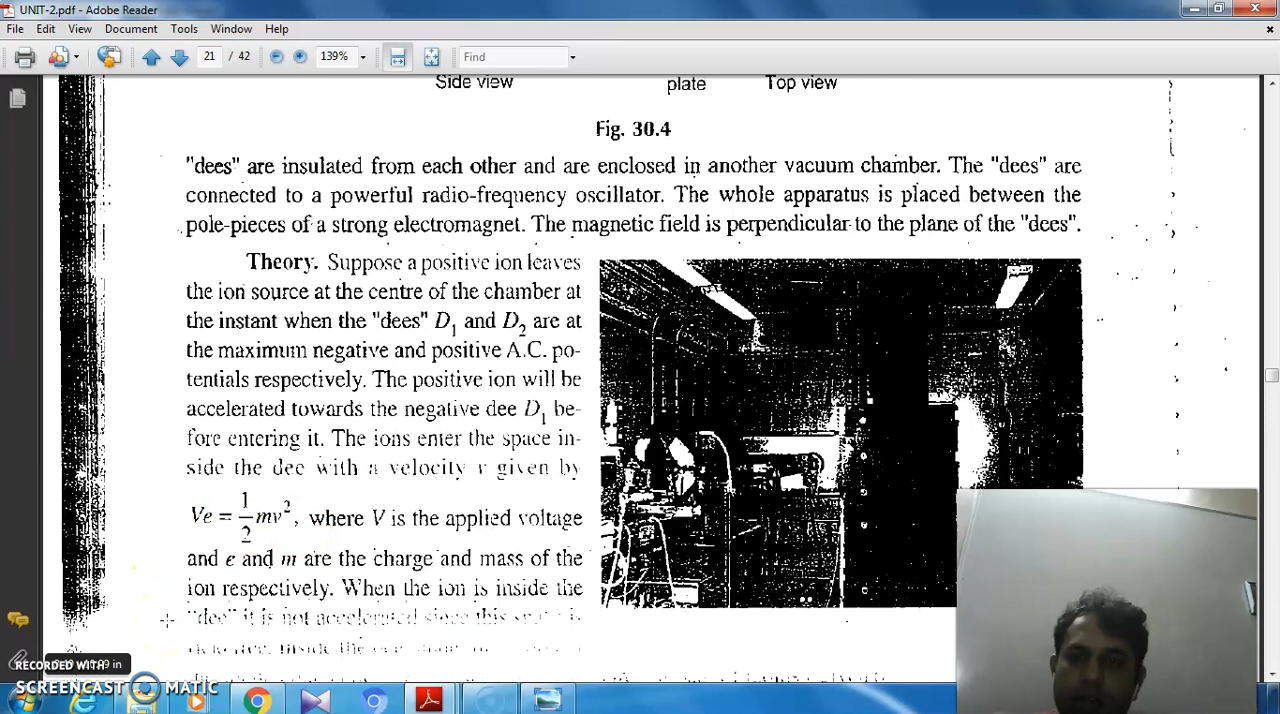 UNIT-2.pdf - Adobe Reader
File Edit View Document Tools Window Help
21 / 42 139% Find
Side view plate Top view
Fig. 30.4
"dees" are insulated from each other and are enclosed in another vacuum chamber. The "dees" are
connected to a powerful radio-frequency oscillator. The whole apparatus is placed between the
pole-pieces of a strong electromagnet. The magnetic field is perpendicular to the plane of the "dees".
Theory. Suppose a positive ion leaves
the ion source at the centre of the chamber at
the instant when the "dees" D₁ and D₂ are at
the maximum negative and positive A.C. po-
tentials respectively. The positive ion will be
accelerated towards the negative dee D₁ be-
fore entering it. The ions enter the space in-
side the dee with a velocity v given by
Ve = 1/2 mv², where V is the applied voltage
and e and m are the charge and mass of the
ion respectively. When the ion is inside the
"dee" it is not accelerated since this space is
RECORDED WITH
SCREENCAST MATIC